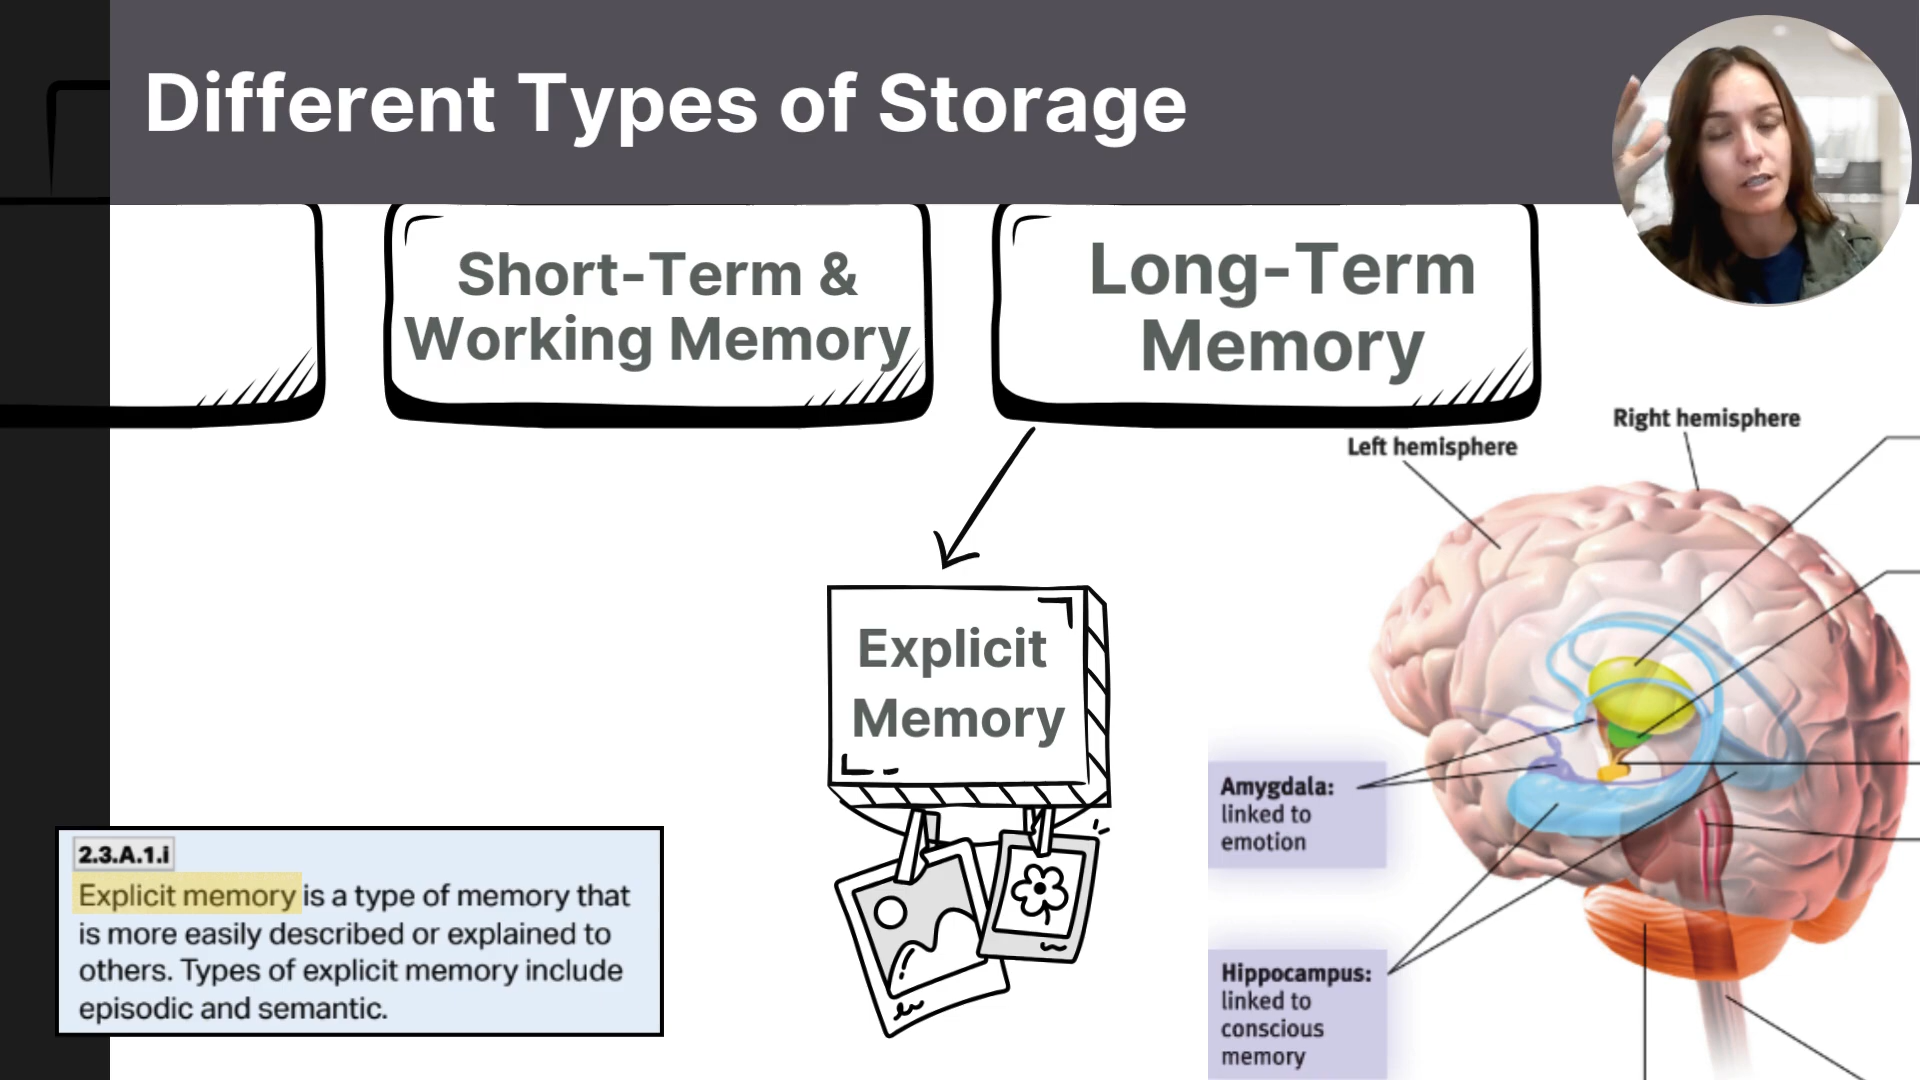 Different Types of Storage
Short-Term &
Working Memory
Long-Term
Memory
Right hemisphere
Left hemisphere
Explicit
Memory
Amygdala:
linked to
emotion
2.3.A.1.i
Explicit memory is a type of memory that
is more easily described or explained to
others. Types of explicit memory include
episodic and semantic.
Hippocampus:
linked to
conscious
memory